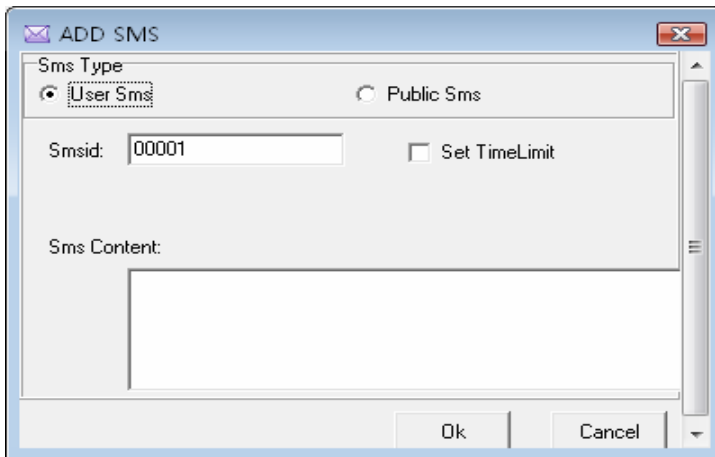 ADD SMS
Sms Type
User Sms Public Sms
Smsid: 00001 Set TimeLimit
Sms Content:
Ok Cancel